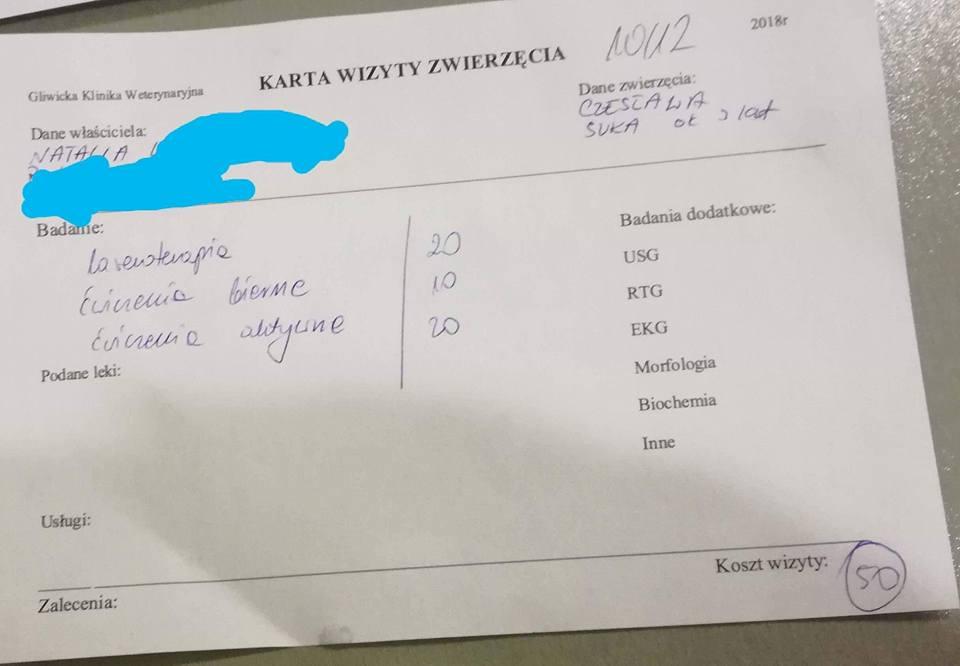 10/12 2018r
KARTA WIZYTY ZWIERZĘCIA
Gliwicka Klinika Weterynaryjna
Dane właściciela:
NATALIA
Dane zwierzęcia:
CZESŁAWA
SUKA ok lat
Badanie:
laseroterapia 20
ćwiczenia bierne 10
ćwiczenia aktywne 20
Podane leki:
Badania dodatkowe:
USG
RTG
EKG
Morfologia
Biochemia
Inne
Usługi:
Koszt wizyty: 50
Zalecenia: